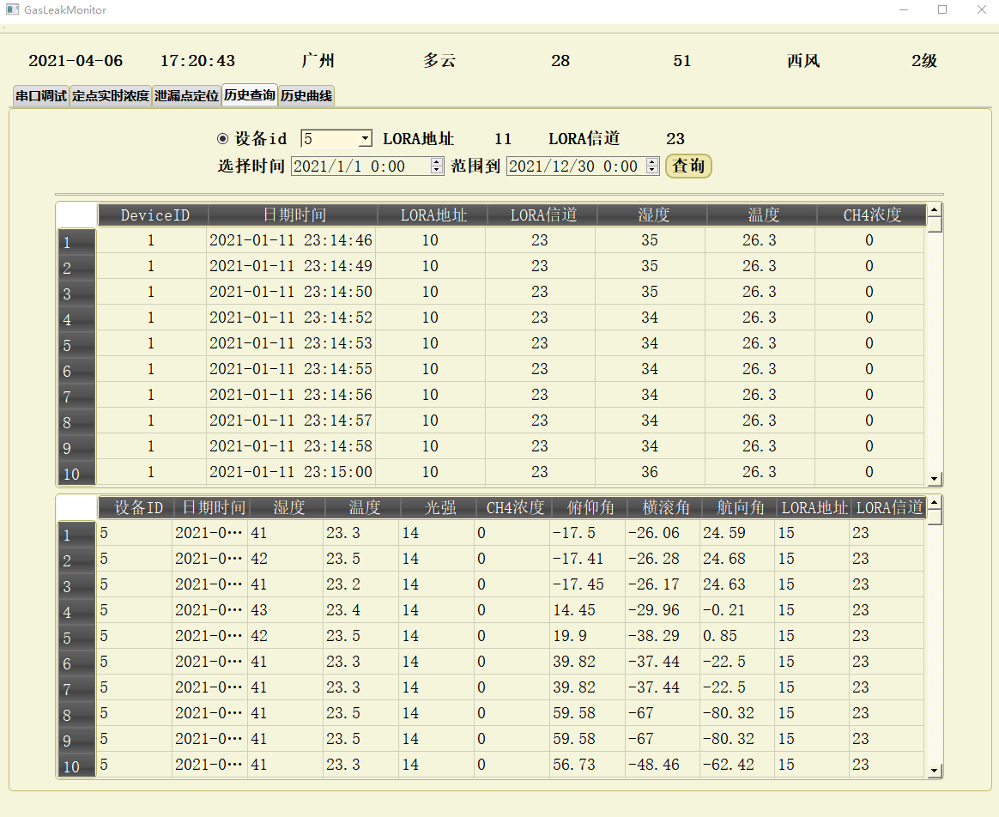 GasLeakMonitor
2021-04-06 17:20:43 广州 多云 28 51 西风 2级
串口调试 定点实时浓度 泄漏点定位 历史查询 历史曲线
设备id 5 LORA地址 11 LORA信道 23
选择时间 2021/1/1 0:00 范围到 2021/12/30 0:00 查询
DeviceID 日期时间 LORA地址 LORA信道 湿度 温度 CH4浓度
1 1 2021-01-11 23:14:46 10 23 35 26.3 0
2 1 2021-01-11 23:14:49 10 23 35 26.3 0
3 1 2021-01-11 23:14:50 10 23 35 26.3 0
4 1 2021-01-11 23:14:52 10 23 34 26.3 0
5 1 2021-01-11 23:14:53 10 23 34 26.3 0
6 1 2021-01-11 23:14:55 10 23 34 26.3 0
7 1 2021-01-11 23:14:56 10 23 34 26.3 0
8 1 2021-01-11 23:14:57 10 23 34 26.3 0
9 1 2021-01-11 23:14:58 10 23 34 26.3 0
10 1 2021-01-11 23:15:00 10 23 36 26.3 0
设备ID 日期时间 湿度 温度 光强 CH4浓度 俯仰角 横滚角 航向角 LORA地址 LORA信道
1 5 2021-0… 41 23.3 14 0 -17.5 -26.06 24.59 15 23
2 5 2021-0… 42 23.5 14 0 -17.41 -26.28 24.68 15 23
3 5 2021-0… 41 23.2 14 0 -17.45 -26.17 24.63 15 23
4 5 2021-0… 43 23.4 14 0 14.45 -29.96 -0.21 15 23
5 5 2021-0… 42 23.5 14 0 19.9 -38.29 0.85 15 23
6 5 2021-0… 41 23.3 14 0 39.82 -37.44 -22.5 15 23
7 5 2021-0… 41 23.3 14 0 39.82 -37.44 -22.5 15 23
8 5 2021-0… 41 23.5 14 0 59.58 -67 -80.32 15 23
9 5 2021-0… 41 23.5 14 0 59.58 -67 -80.32 15 23
10 5 2021-0… 41 23.3 14 0 56.73 -48.46 -62.42 15 23